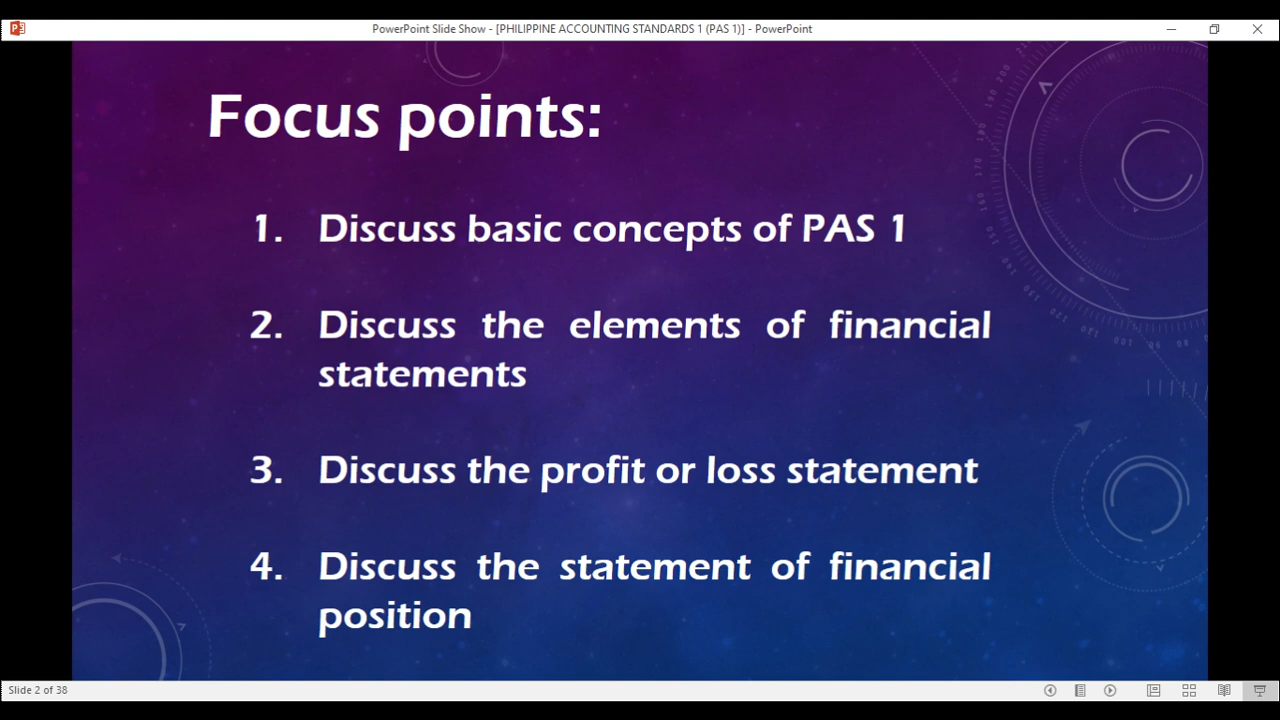 PowerPoint Slide Show - [PHILIPPINE ACCOUNTING STANDARDS 1 (PAS 1)] - PowerPoint
Focus points:
1. Discuss basic concepts of PAS 1
2. Discuss the elements of financial
statements
3. Discuss the profit or loss statement
4. Discuss the statement of financial
position
Slide 2 of 38